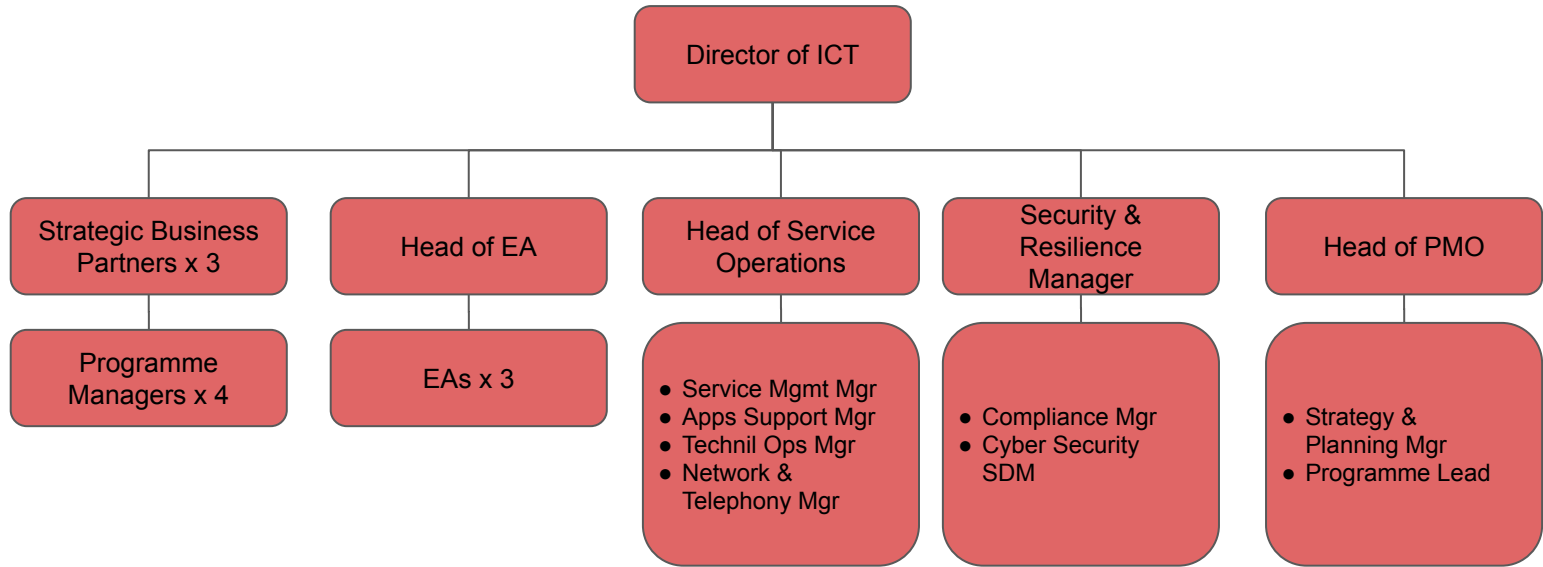 Director of ICT
Strategic Business
Partners x 3
Head of EA
Head of Service
Operations
Security &
Resilience
Manager
Head of PMO
Programme
Managers x 4
EAs x 3
● Service Mgmt Mgr
● Apps Support Mgr
● Technil Ops Mgr
● Network &
Telephony Mgr
● Compliance Mgr
● Cyber Security
SDM
● Strategy &
Planning Mgr
● Programme Lead